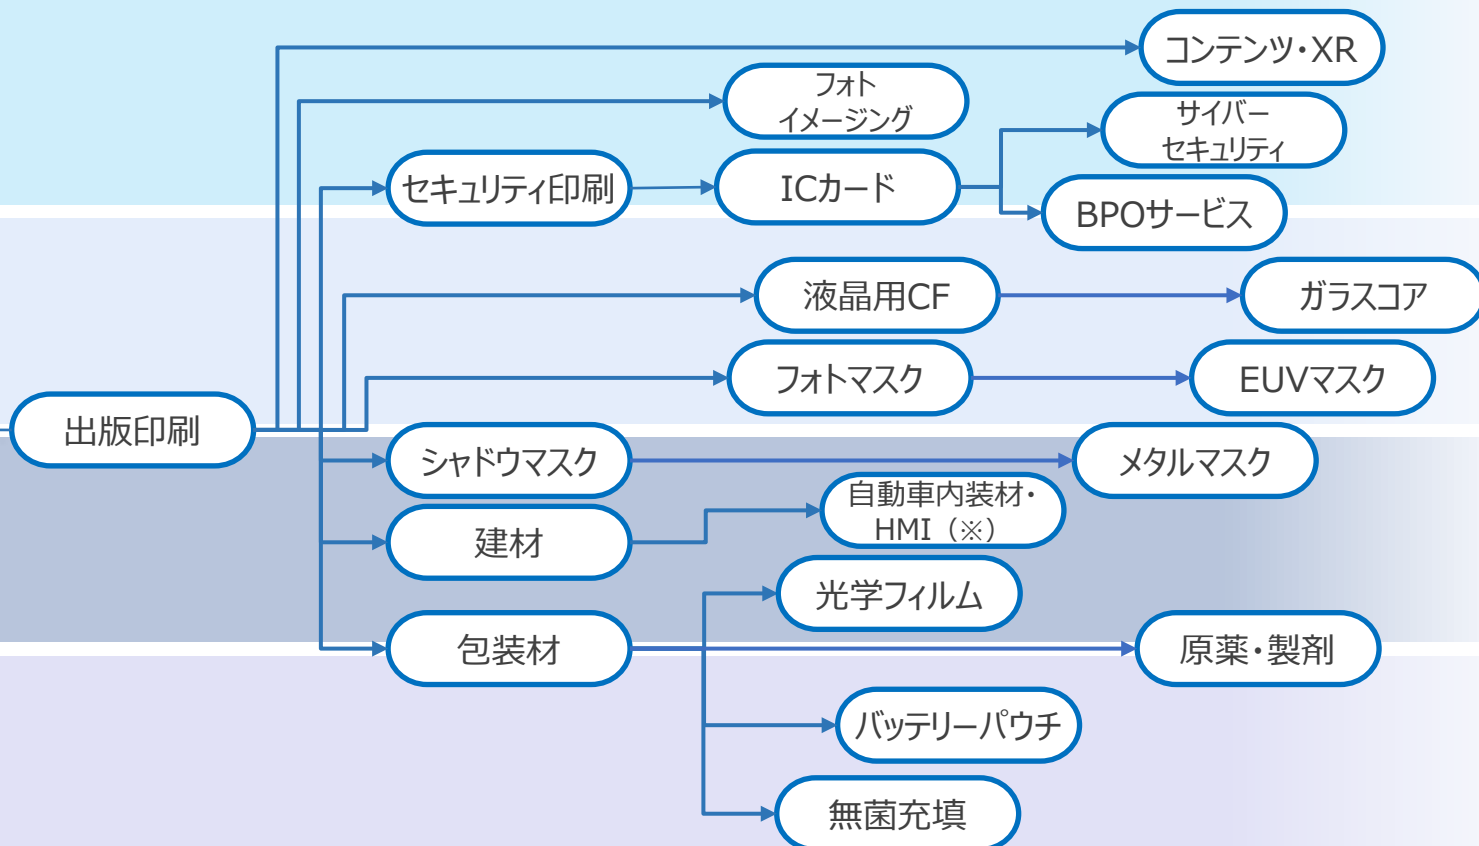 コンテンツ・XR
フォト
イメージング
サイバー
セキュリティ
セキュリティ印刷
ICカード
BPOサービス
液晶用CF
ガラスコア
フォトマスク
EUVマスク
出版印刷
シャドウマスク
メタルマスク
自動車内装材・
HMI（※）
建材
光学フィルム
包装材
原薬・製剤
バッテリーパウチ
無菌充填